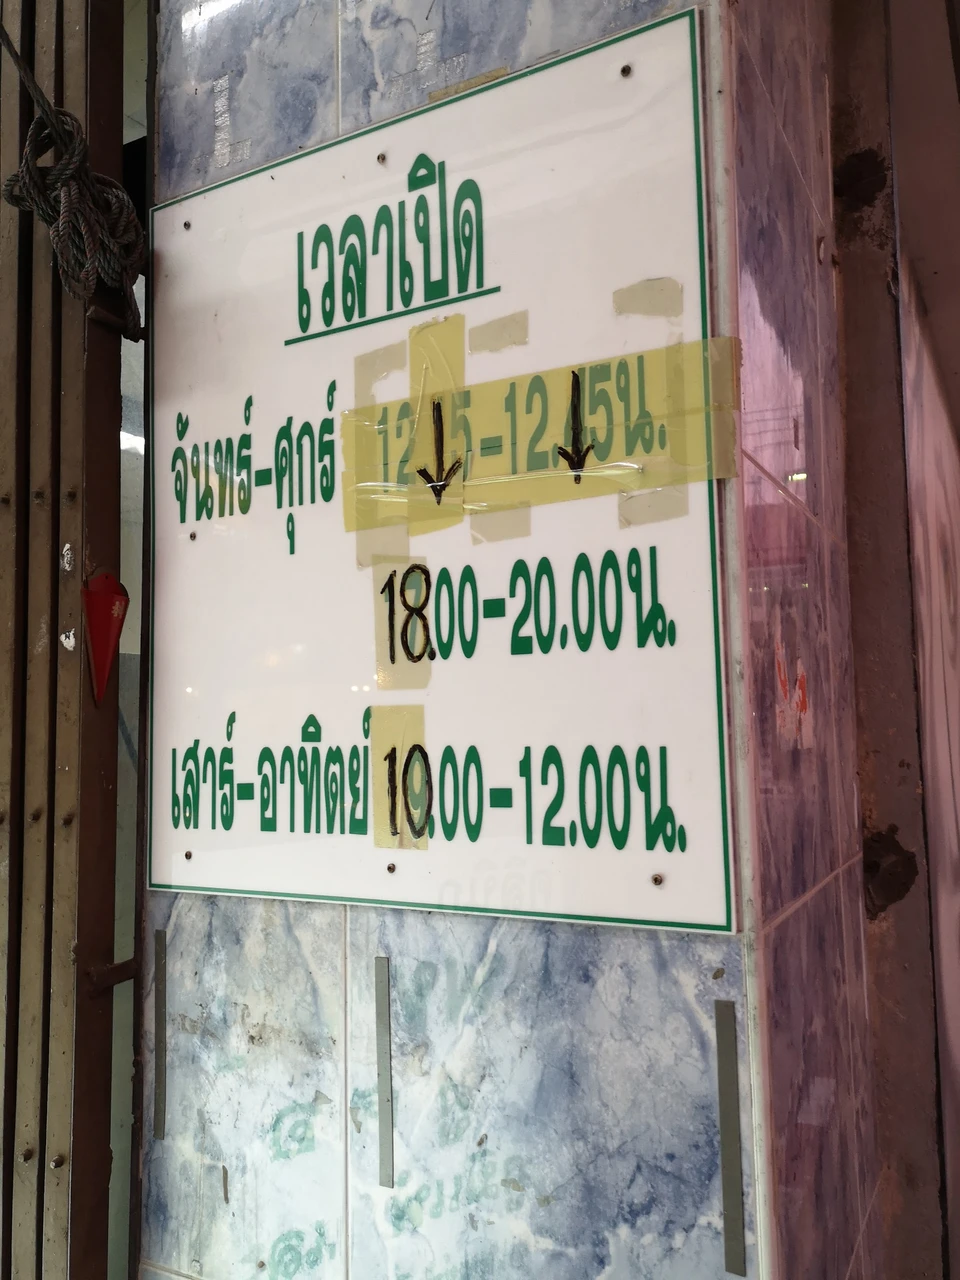 เวลาเปิด
จันทร์-ศุกร์ 12.15-12.45น.
18.00-20.00น.
เสาร์-อาทิตย์ 10.00-12.00น.